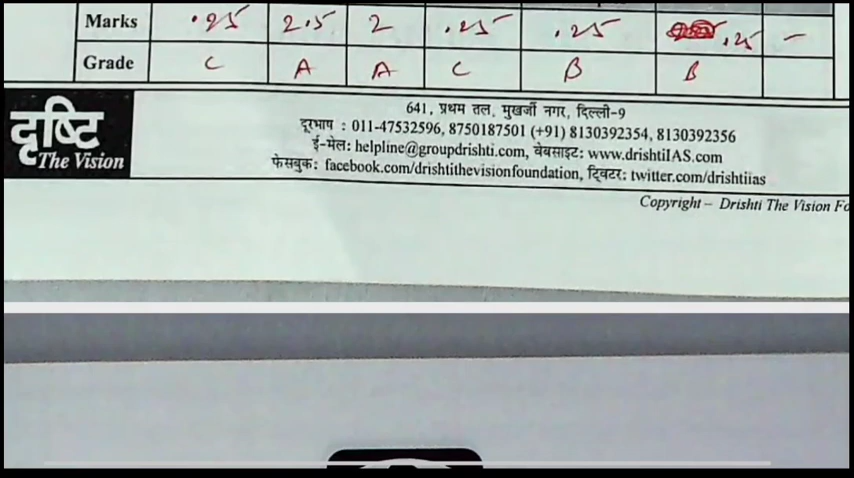 Marks .25 2.5 2 .25 .25 .25 -
Grade C A A C B B
दृष्टि
The Vision
641, प्रथम तल, मुखर्जी नगर, दिल्ली-9
दूरभाष : 011-47532596, 8750187501 (+91) 8130392354, 8130392356
ई-मेल: helpline@groupdrishti.com, वेबसाइट: www.drishtiIAS.com
फेसबुक: facebook.com/drishtithevisionfoundation, ट्विटर: twitter.com/drishtiias
Copyright – Drishti The Vision Fo